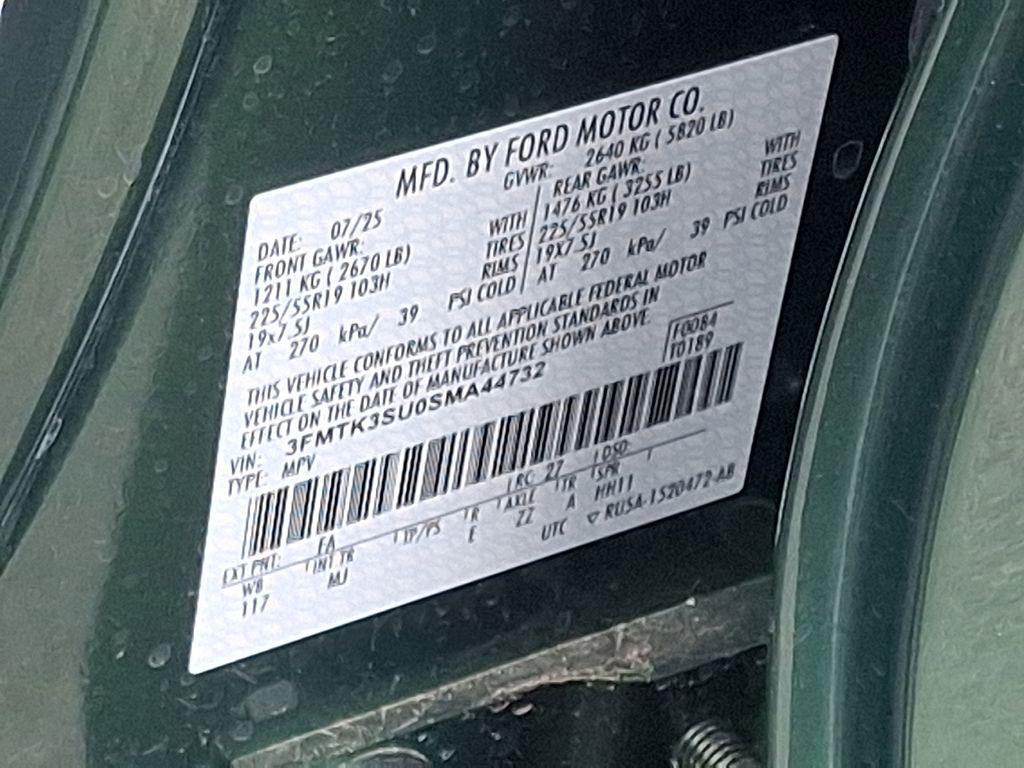 MFD. BY FORD MOTOR CO.
DATE: 07/25 GVWR: 2640 KG ( 5820 LB)
FRONT GAWR: REAR GAWR:
1211 KG ( 2670 LB) WITH 1476 KG ( 3255 LB) WITH
225/55R19 103H TIRES 225/55R19 103H TIRES
19x7.5J RIMS 19x7.5J RIMS
AT 270 kPa/ 39 PSI COLD AT 270 kPa/ 39 PSI COLD
THIS VEHICLE CONFORMS TO ALL APPLICABLE FEDERAL MOTOR
VEHICLE SAFETY AND THEFT PREVENTION STANDARDS IN
EFFECT ON THE DATE OF MANUFACTURE SHOWN ABOVE.
VIN: 3FMTK3SU0SMA44732 F0084
TYPE: MPV T0189
EXT PNT: EA RC: 27 DSO:
WB INT TR TP/PS R AXLE TR SPR
117 MJ E ZZ A HH11
UTC ▽ RUSA-1520472-AB